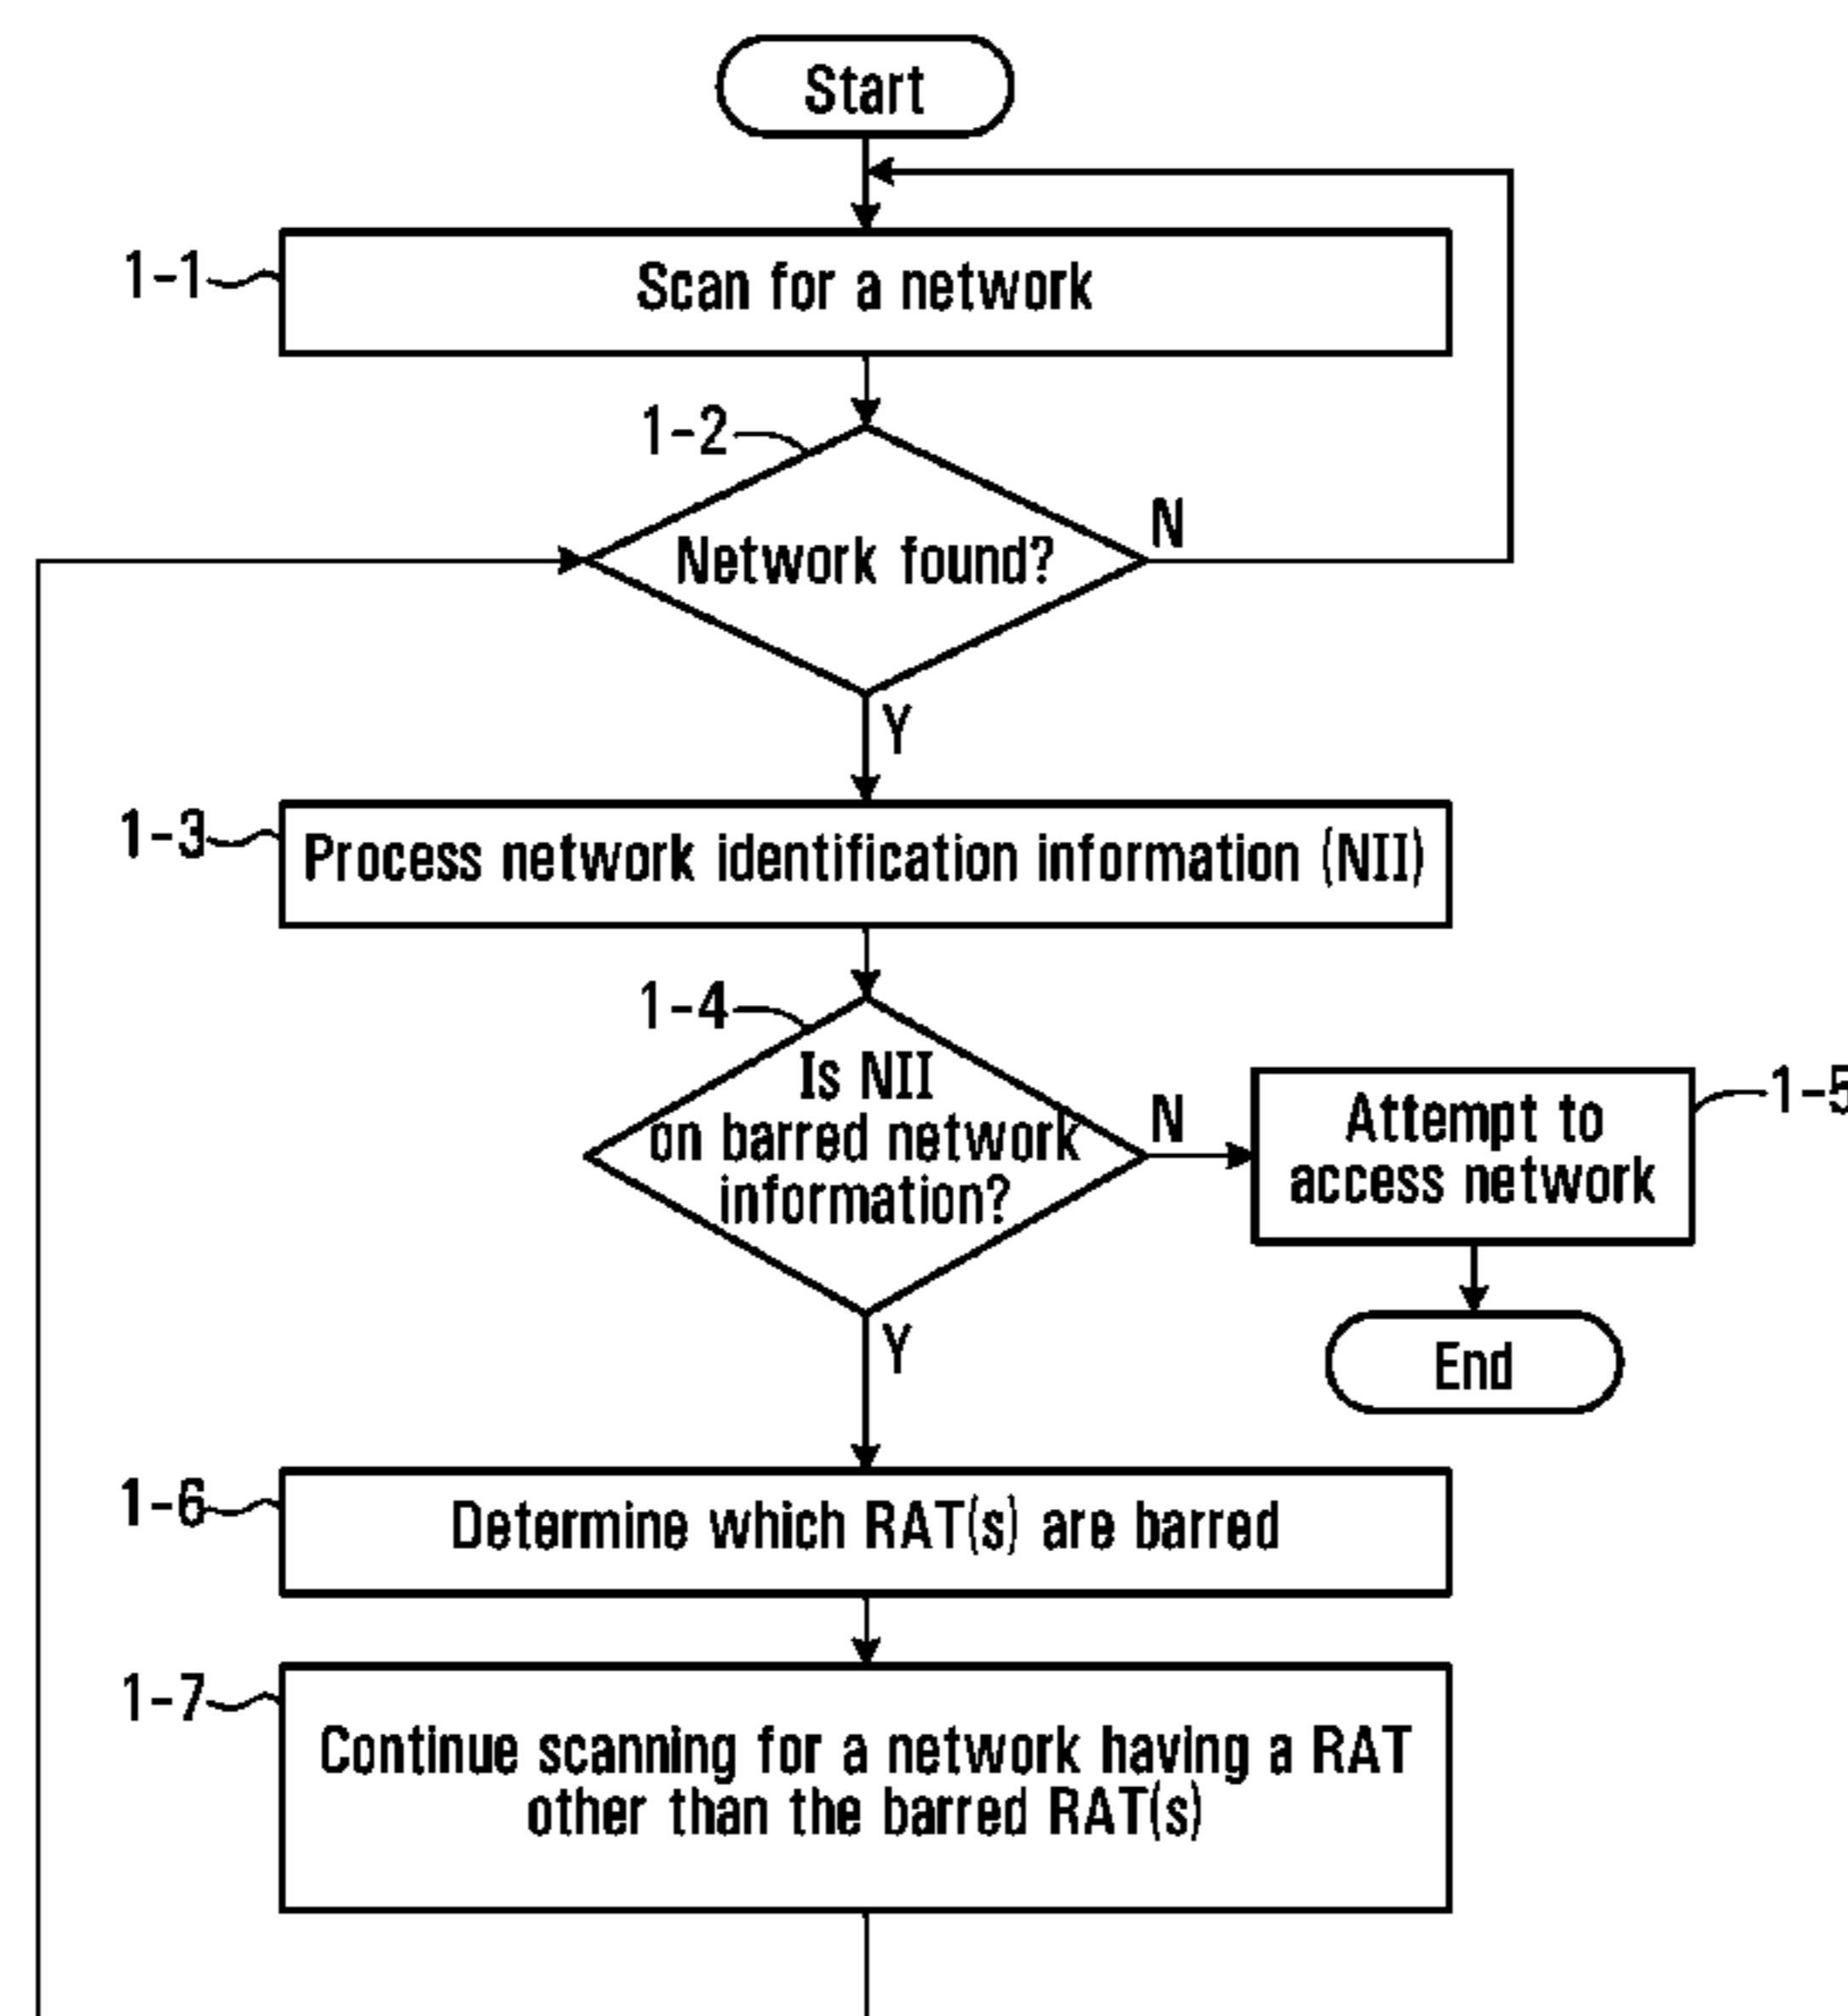 Start
1-1
Scan for a network
1-2
Network found?
N
Y
1-3
Process network identification information (NII)
1-4
Is NII
on barred network
information?
N
Attempt to
access network
1-5
End
Y
1-6
Determine which RAT(s) are barred
1-7
Continue scanning for a network having a RAT
other than the barred RAT(s)